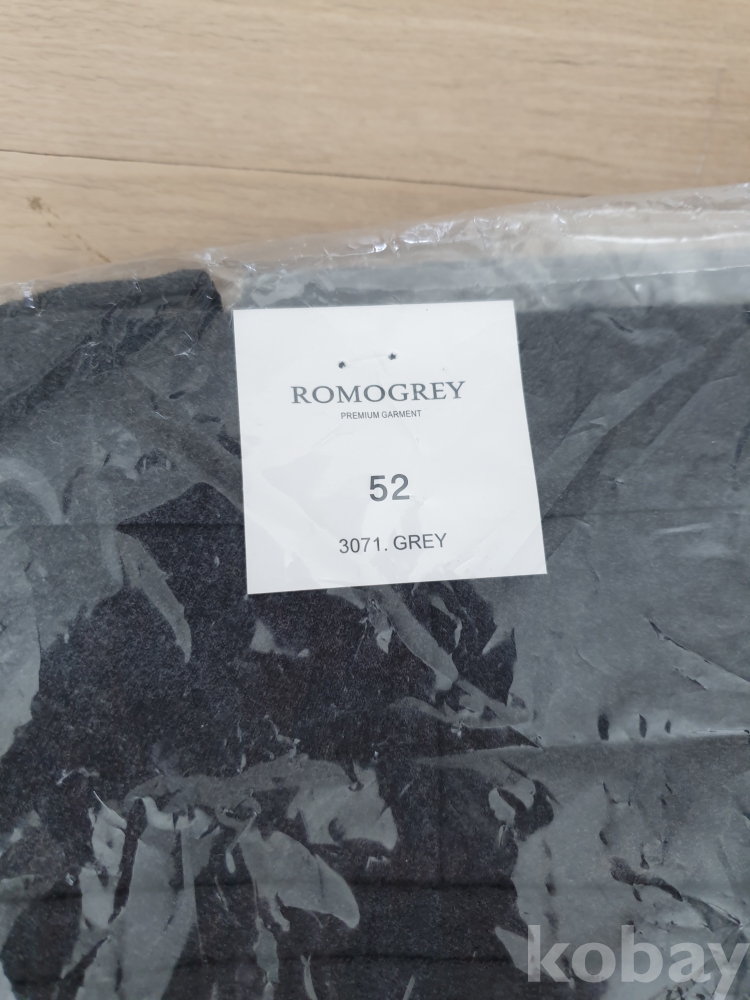 ROMOGREY
PREMIUM GARMENT
52
3071. GREY
kobay